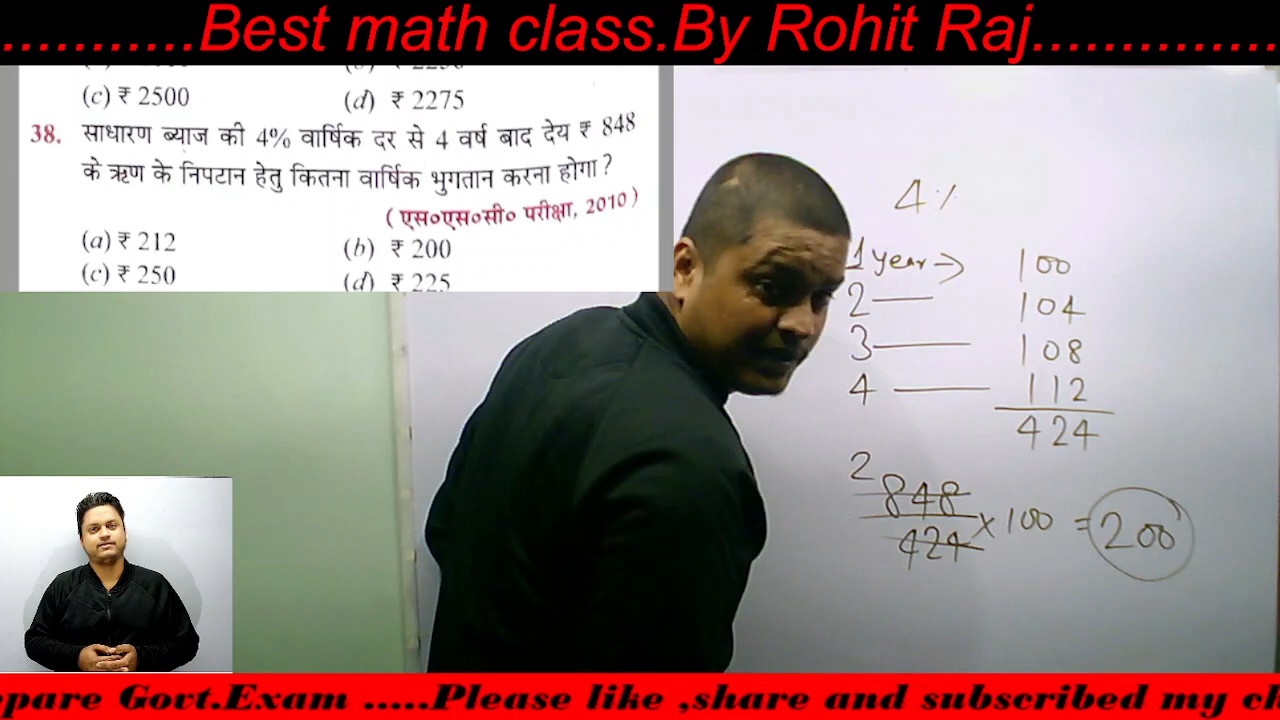 ...........Best math class.By Rohit Raj..............
(c) ₹ 2500 (d) ₹ 2275
38. साधारण ब्याज की 4% वार्षिक दर से 4 वर्ष बाद देय ₹ 848
के ऋण के निपटान हेतु कितना वार्षिक भुगतान करना होगा?
(एस०एस०सी० परीक्षा, 2010)
(a) ₹ 212 (b) ₹ 200
(c) ₹ 250 (d) ₹ 225
4%
1 year → 100
2 — 104
3 — 108
4 — 112
424
2
848
424 × 100 = 200
epare Govt.Exam .....Please like ,share and subscribed my cl